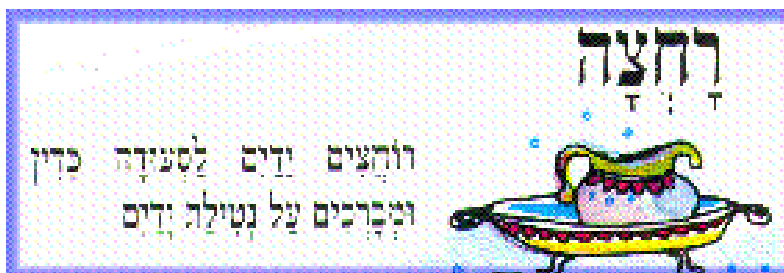 רָחְצָה
רוֹחֲצִים יָדַיִם לַסְּעוּדָה כַּדִּין
וּמְבָרְכִים עַל נְטִילַת יָדַיִם